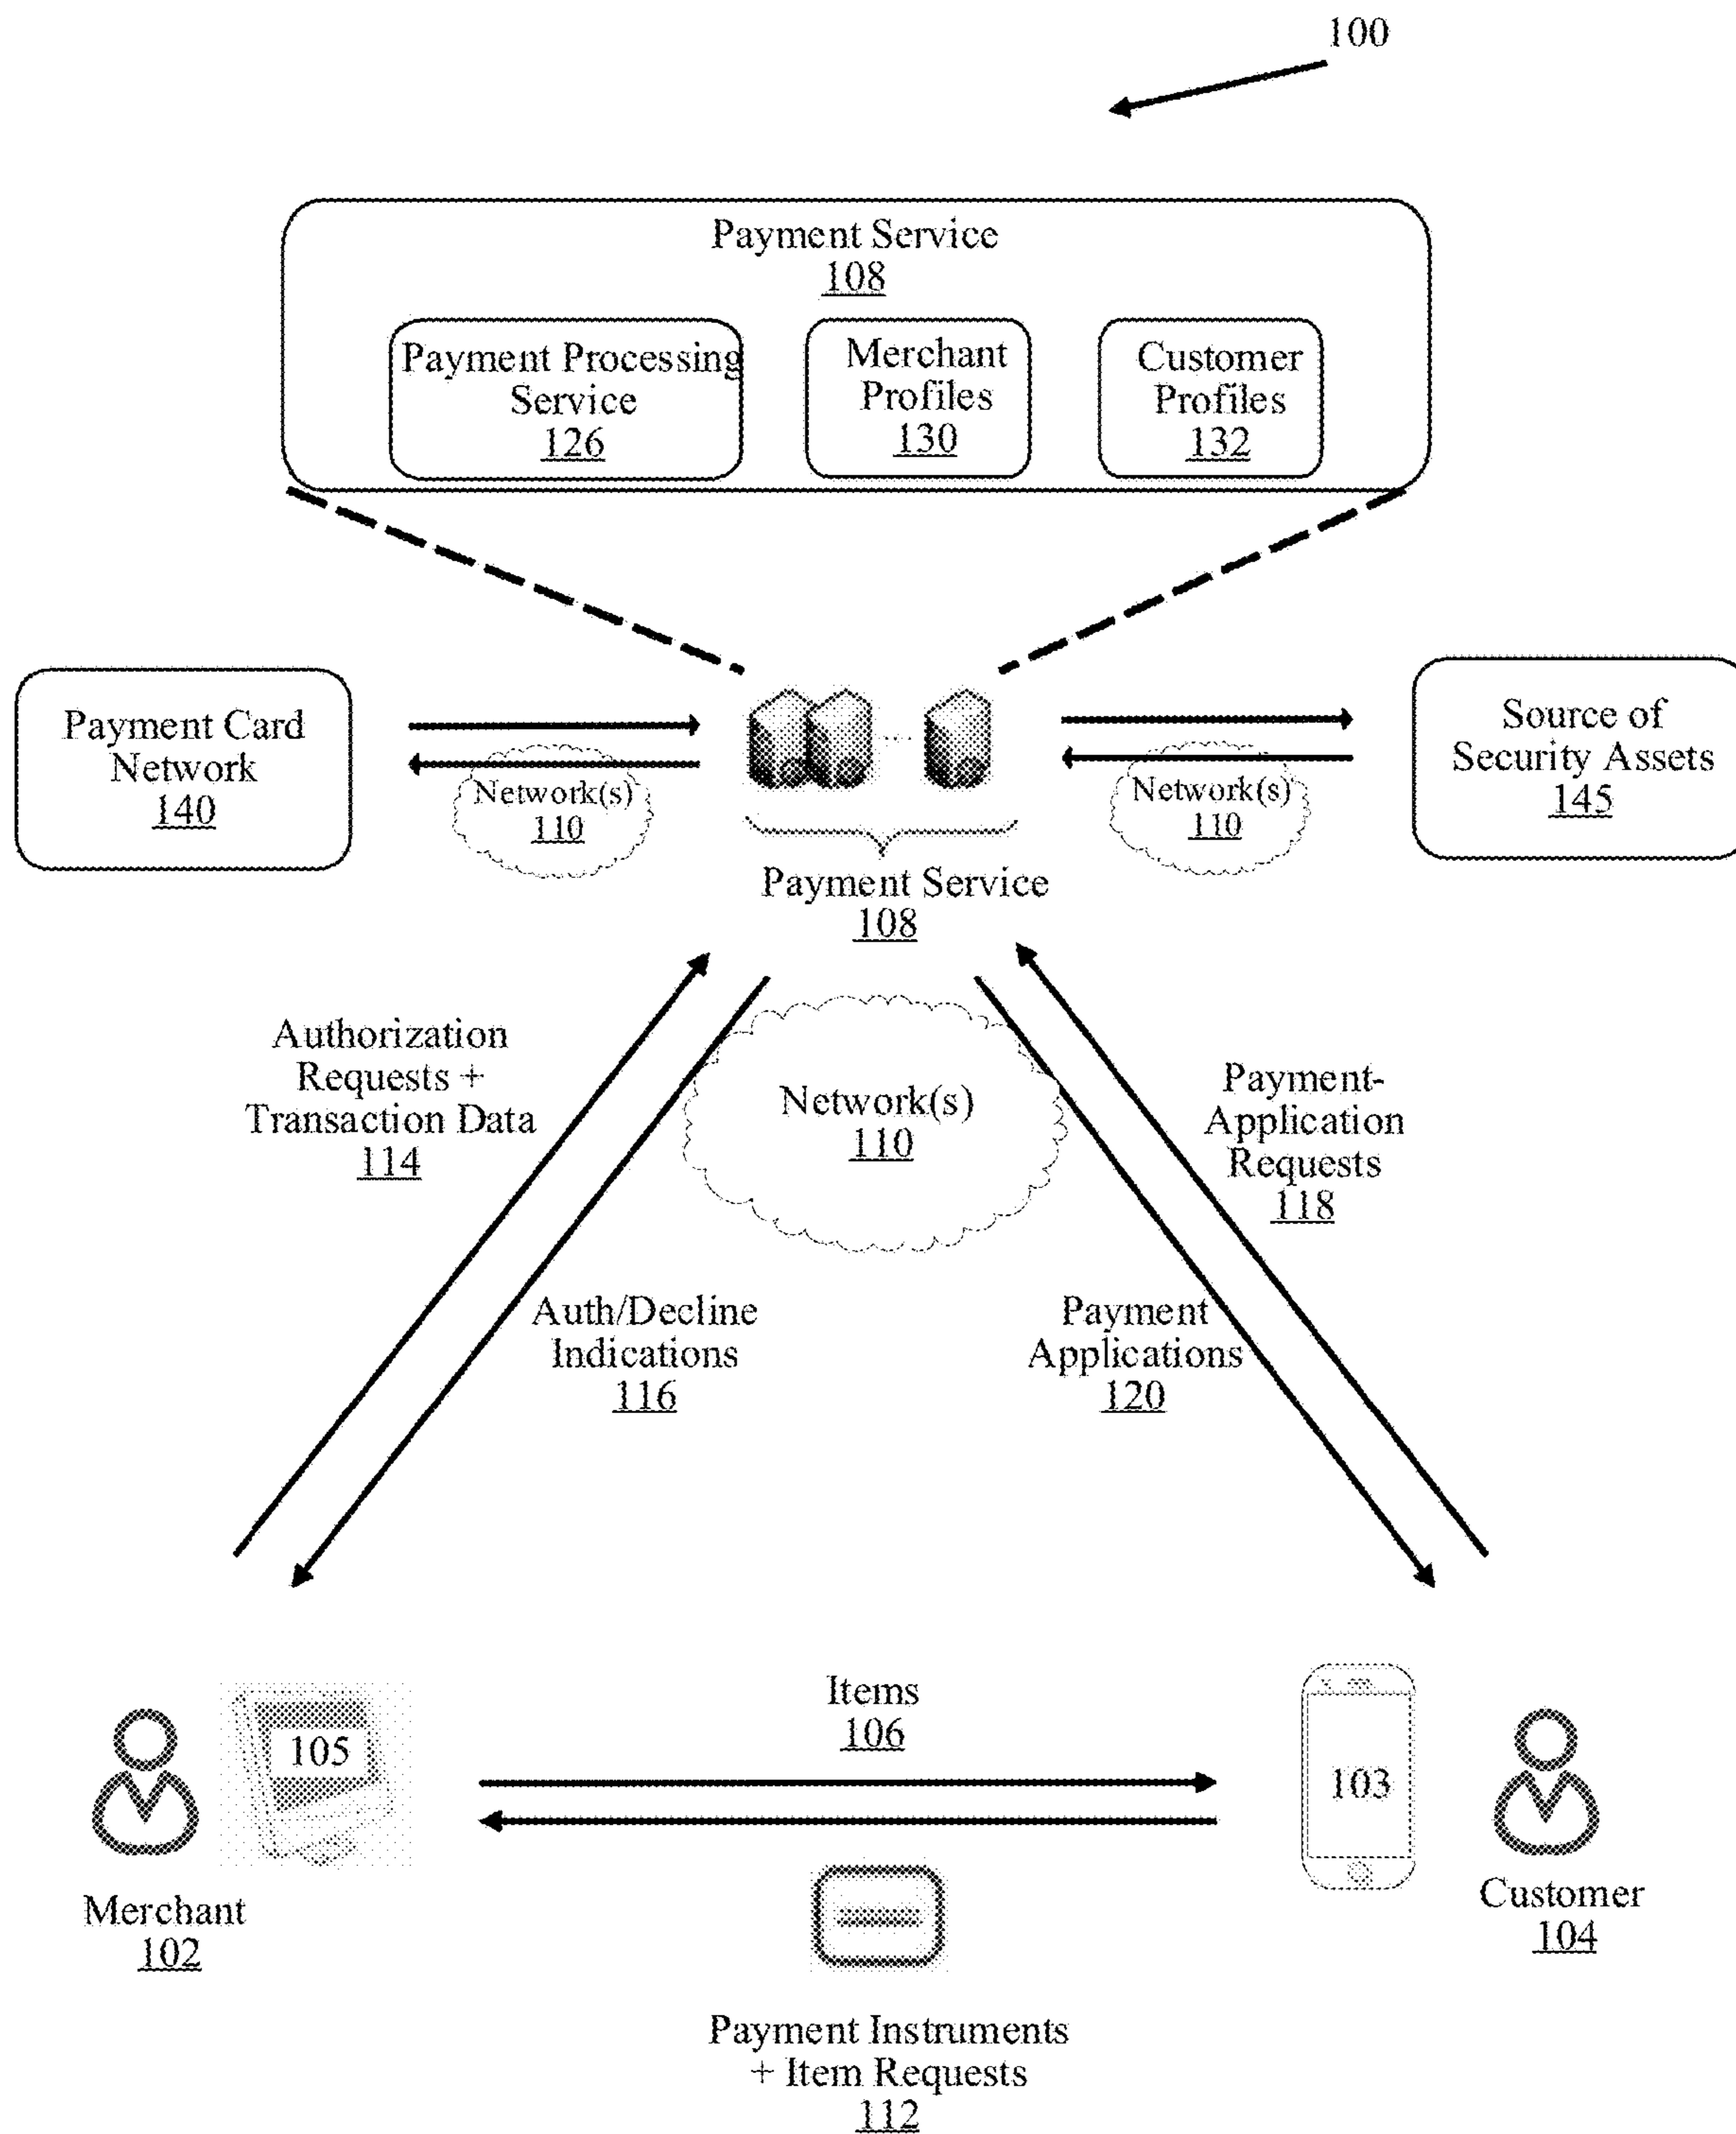 100
Payment Service
108
Payment Processing
Service
126
Merchant
Profiles
130
Customer
Profiles
132
Payment Card
Network
140
Network(s)
110
...
Payment Service
108
Network(s)
110
Source of
Security Assets
145
Authorization
Requests +
Transaction Data
114
Network(s)
110
Payment-
Application
Requests
118
Auth/Decline
Indications
116
Payment
Applications
120
105
Merchant
102
Items
106
103
Customer
104
Payment Instruments
+ Item Requests
112